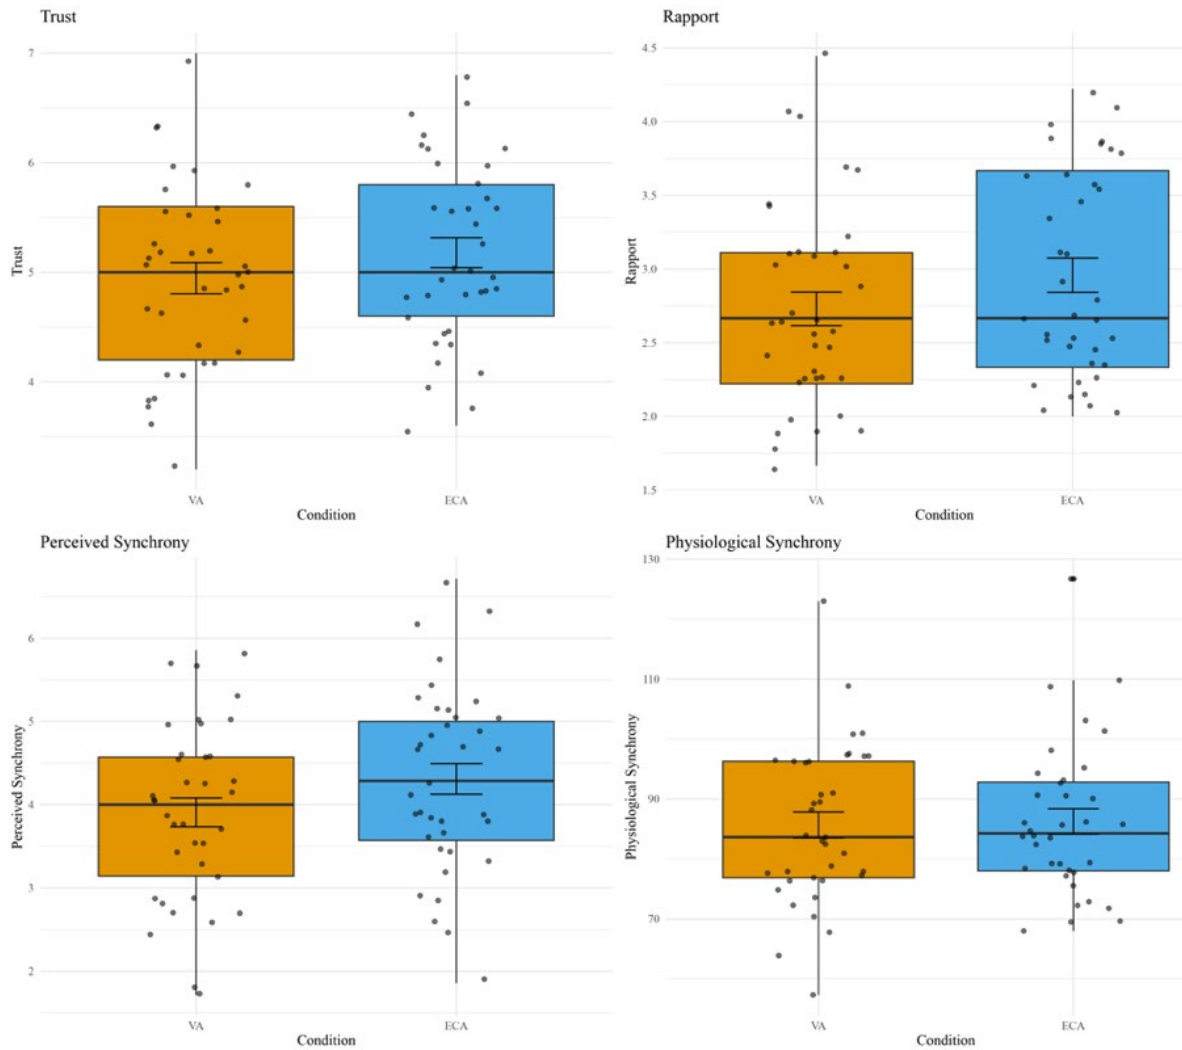 Trust
Trust
7
6
5
4
VA
ECA
Condition
Rapport
Rapport
4.5
4.0
3.5
3.0
2.5
2.0
1.5
VA
ECA
Condition
Perceived Synchrony
Perceived Synchrony
6
5
4
3
2
VA
ECA
Condition
Physiological Synchrony
Physiological Synchrony
130
110
90
70
VA
ECA
Condition